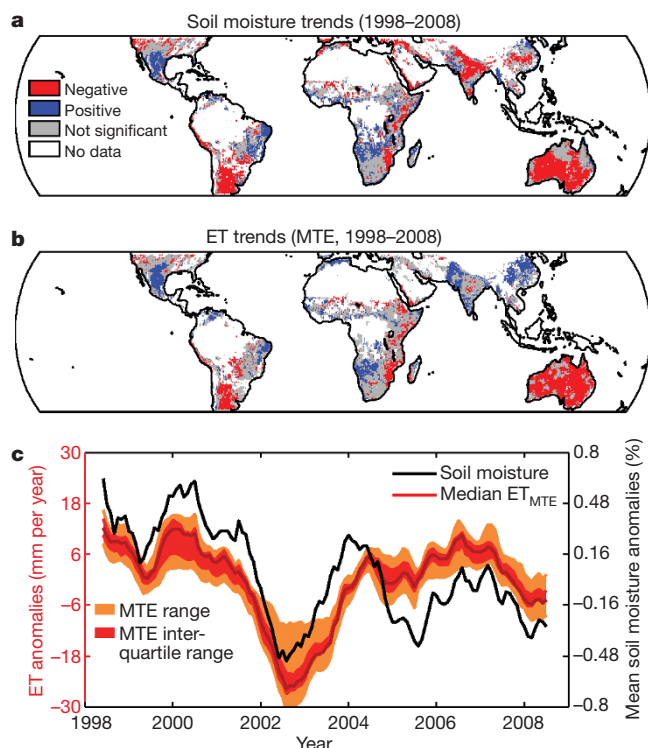 a
Soil moisture trends (1998–2008)
Negative
Positive
Not significant
No data
b
ET trends (MTE, 1998–2008)
c
30
18
6
−6
−18
−30
ET anomalies (mm per year)
Soil moisture
Median ETMTE
MTE range
MTE inter-
quartile range
0.8
0.48
0.16
−0.16
−0.48
−0.8
Mean soil moisture anomalies (%)
1998 2000 2002 2004 2006 2008
Year